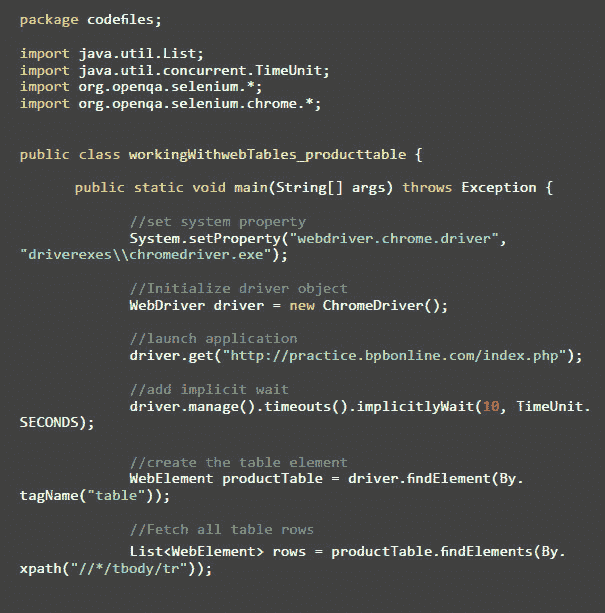 package codefiles;
import java.util.List;
import java.util.concurrent.TimeUnit;
import org.openqa.selenium.*;
import org.openqa.selenium.chrome.*;
public class workingWithwebTables_producttable {
public static void main(String[] args) throws Exception {
//set system property
System.setProperty("webdriver.chrome.driver",
"driverexes\\chromedriver.exe");
//Initialize driver object
WebDriver driver = new ChromeDriver();
//launch application
driver.get("http://practice.bpbonline.com/index.php");
//add implicit wait
driver.manage().timeouts().implicitlyWait(10, TimeUnit.
SECONDS);
//create the table element
WebElement productTable = driver.findElement(By.
tagName("table"));
//Fetch all table rows
List<WebElement> rows = productTable.findElements(By.
xpath("//*/tbody/tr"));